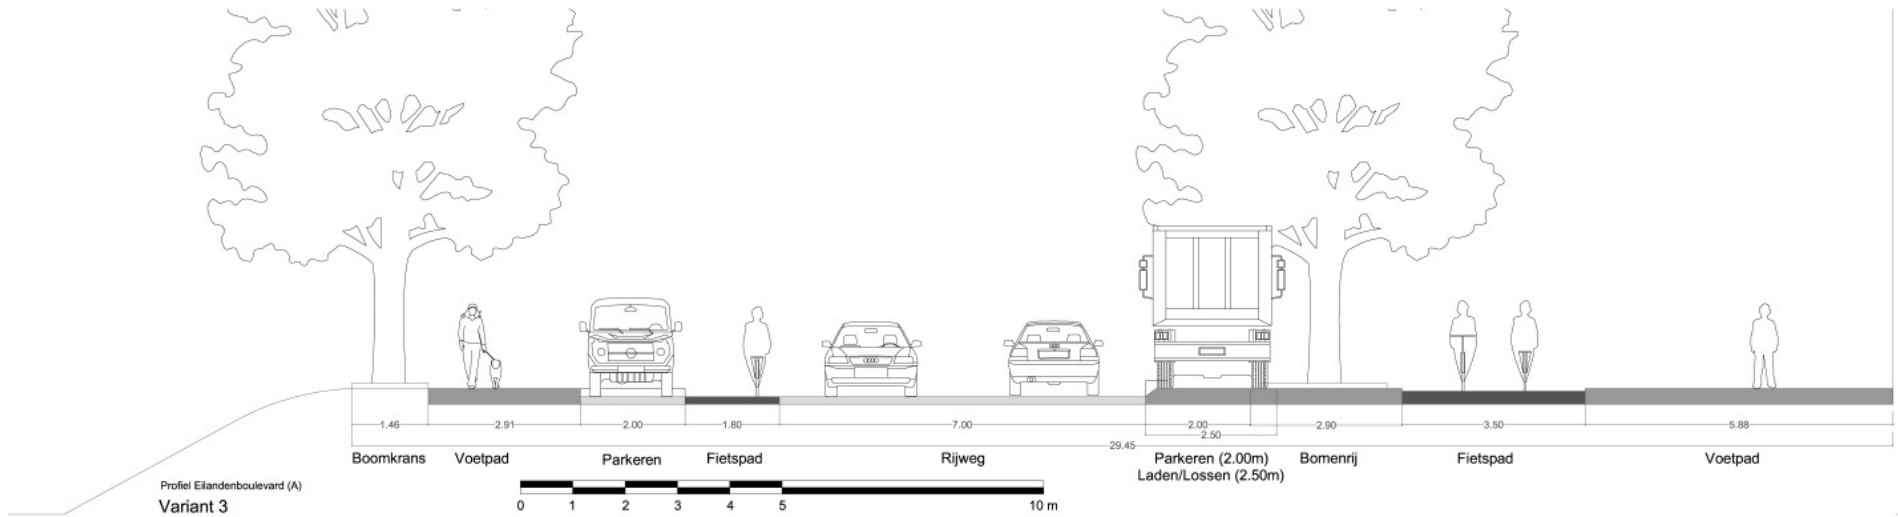 1.46 2.91 2.00 1.80 7.00 2.00 2.90 3.50 5.88
2.50
29.45
Boomkrans Voetpad Parkeren Fietspad Rijweg Parkeren (2.00m) Bomenrij Fietspad Voetpad
Laden/Lossen (2.50m)
Profiel Eilandenboulevard (A)
Variant 3
0 1 2 3 4 5 10 m